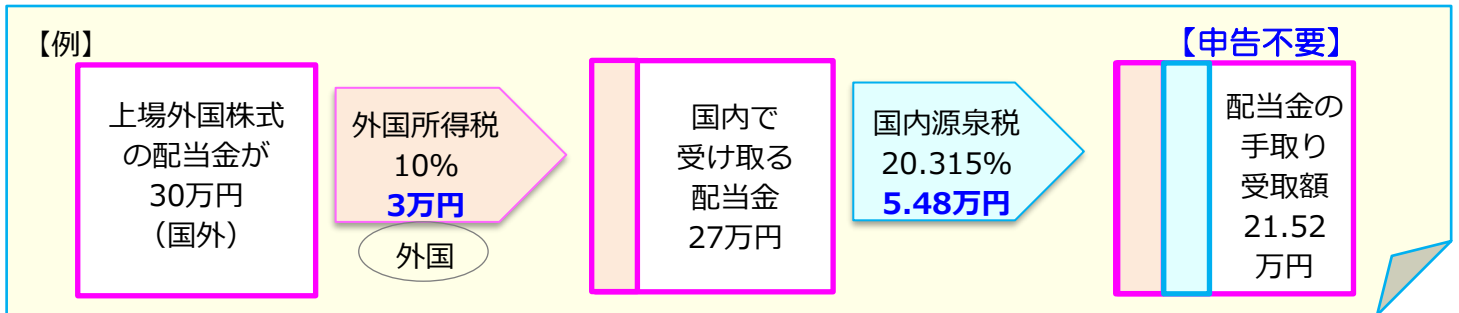 【例】
【申告不要】
上場外国株式
の配当金が
30万円
（国外）
外国所得税
10%
3万円
外国
国内で
受け取る
配当金
27万円
国内源泉税
20.315%
5.48万円
配当金の
手取り
受取額
21.52
万円